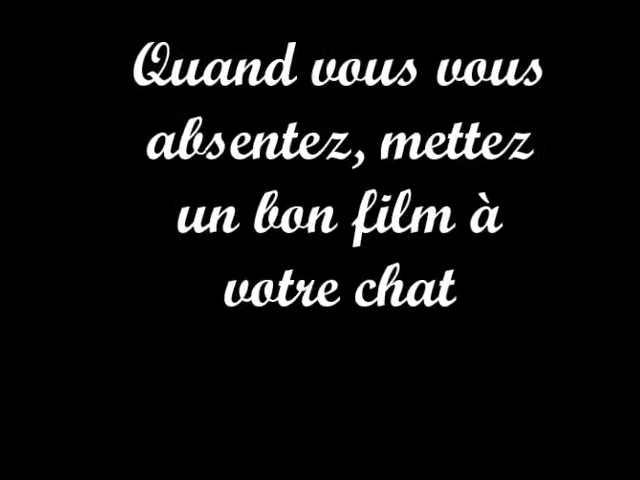 Quand vous vous
absentez, mettez
un bon film à
votre chat